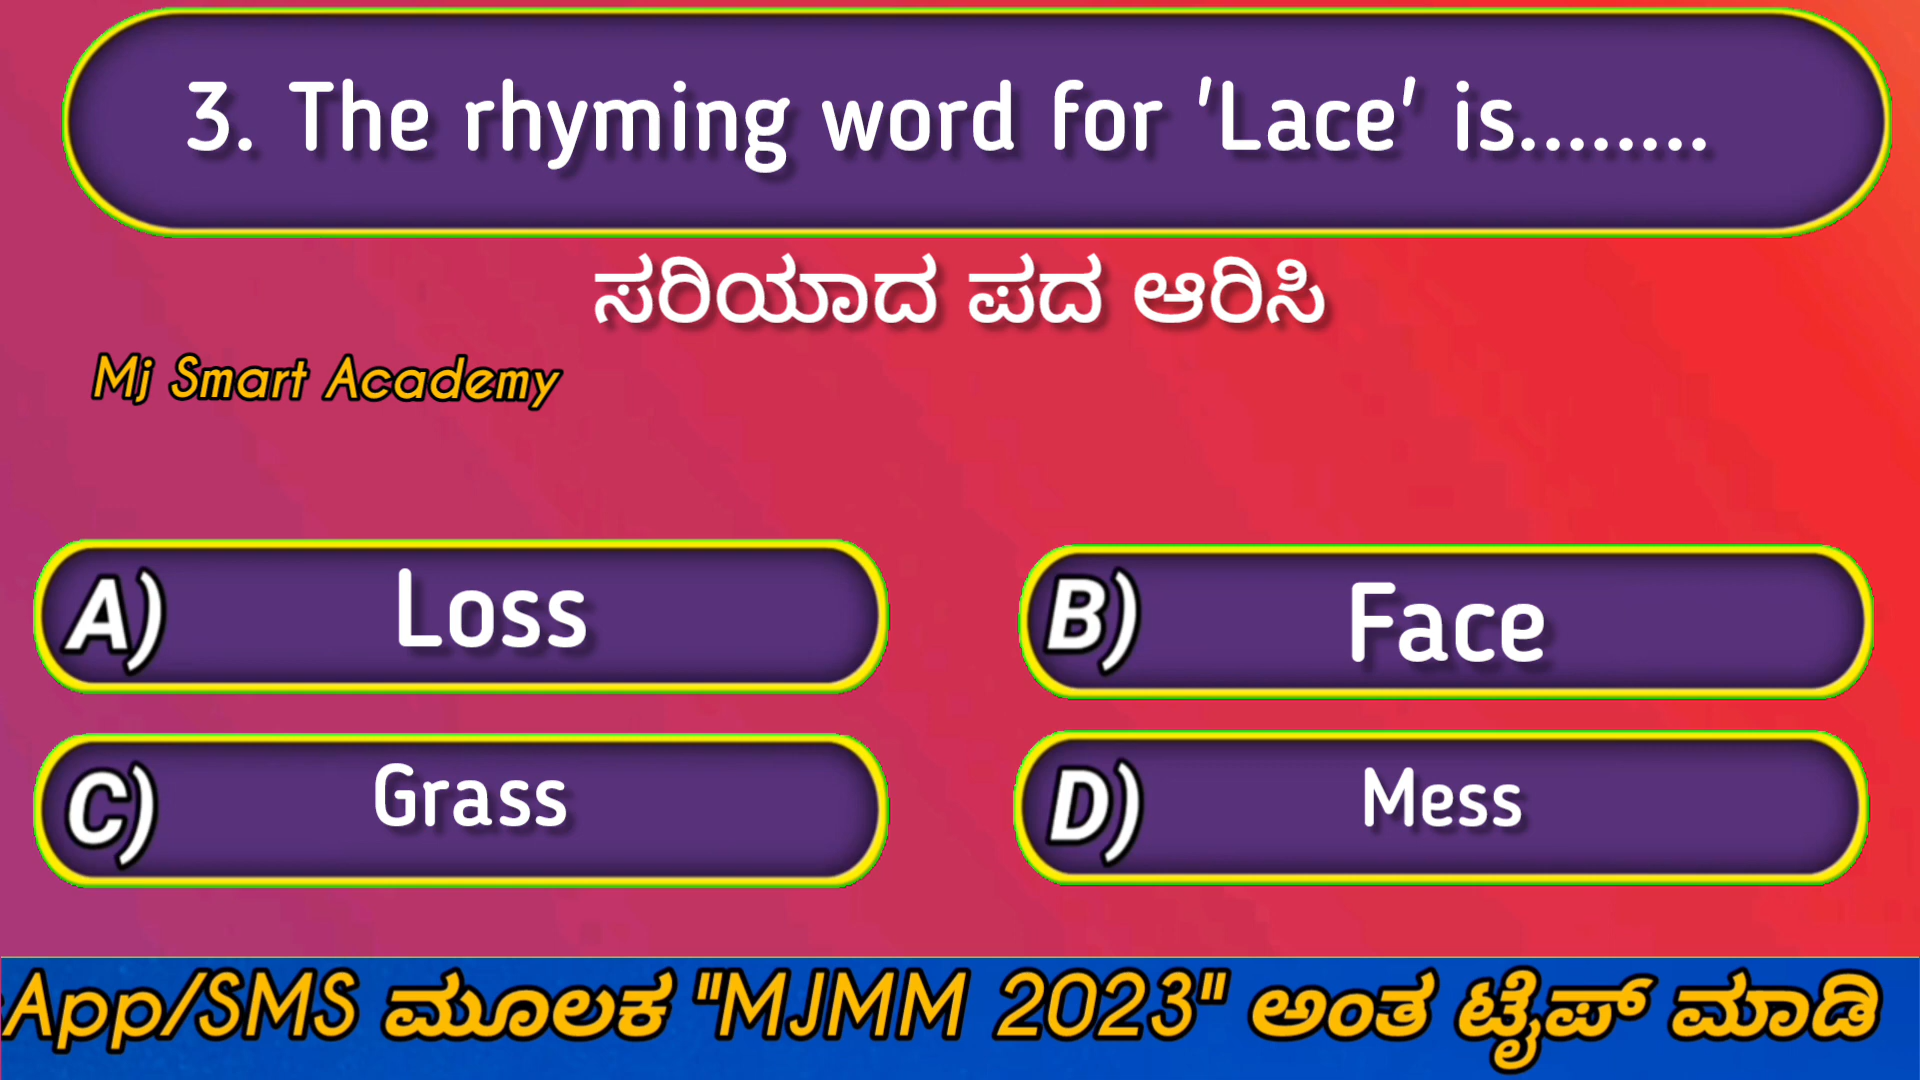 3. The rhyming word for 'Lace' is........
ಸರಿಯಾದ ಪದ ಆರಿಸಿ
Mj Smart Academy
A) Loss
B) Face
C) Grass
D) Mess
App/SMS ಮೂಲಕ "MJMM 2023" ಅಂತ ಟೈಪ್ ಮಾಡಿ